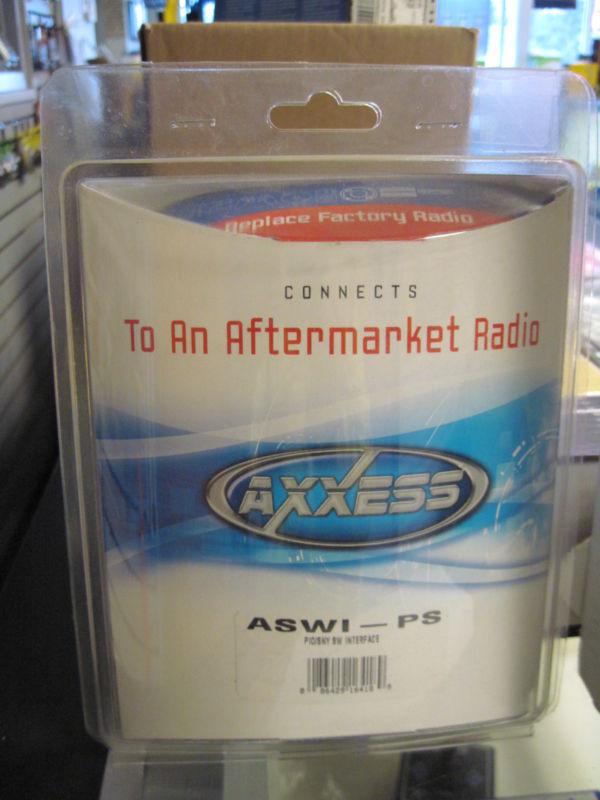 Replace Factory Radio
CONNECTS
To An Aftermarket Radio
AXXESS
ASWI - PS
PIO/SNY SW INTERFACE